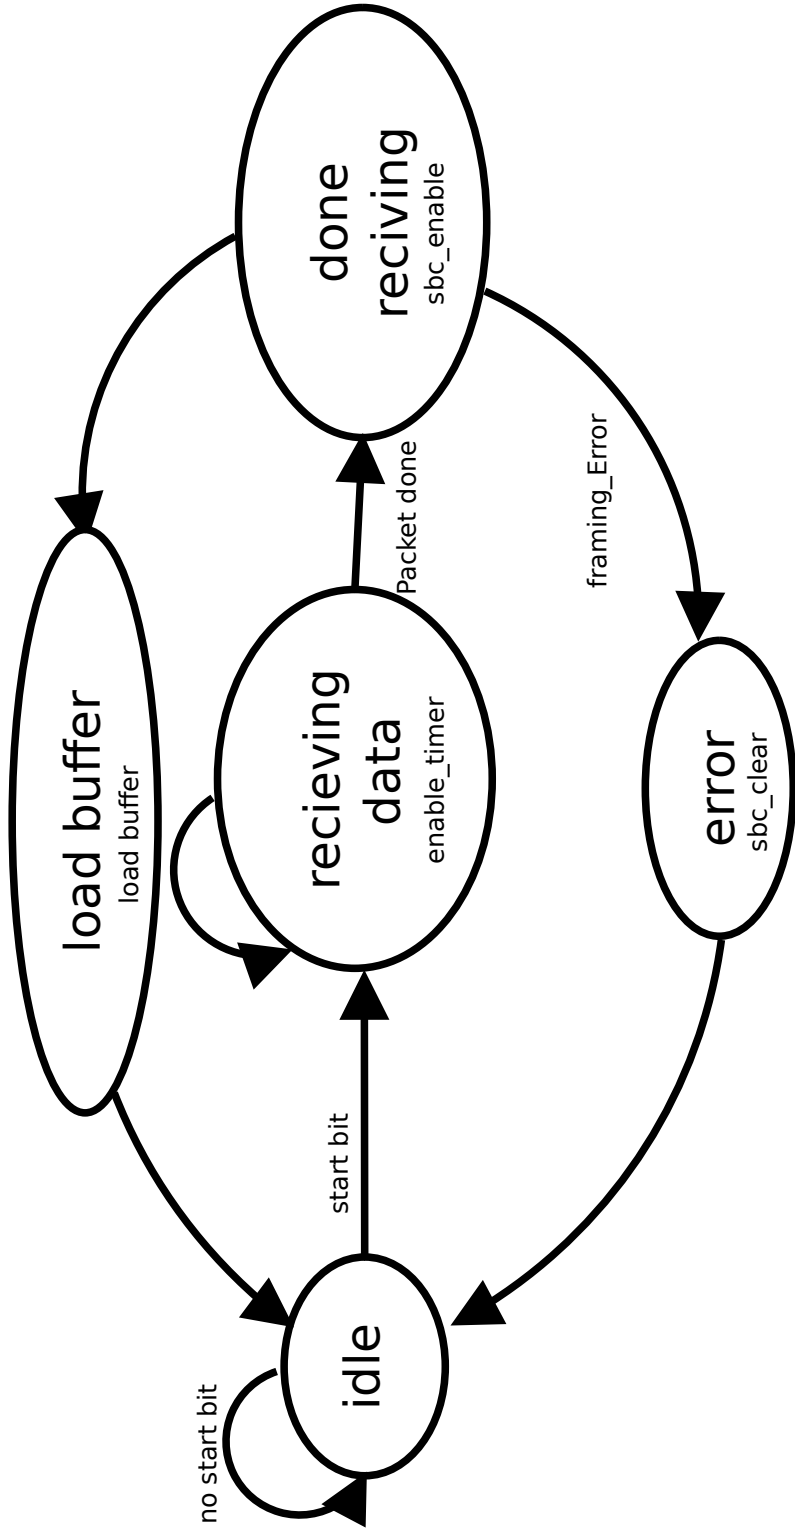 no start bit
idle
start bit
load buffer
load buffer
recieving
data
enable_timer
error
sbc_clear
Packet done
framing_Error
done
reciving
sbc_enable